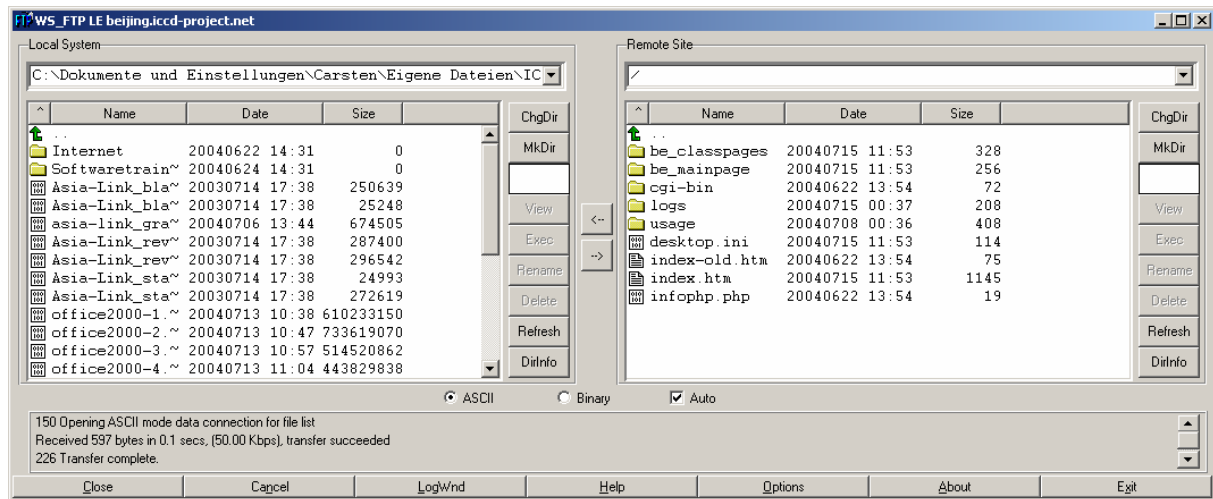 WS_FTP LE beijing.iccd-project.net
Local System
C:\Dokumente und Einstellungen\Carsten\Eigene Dateien\IC
^ Name Date Size
..
Internet 20040622 14:31 0
Softwaretrain~ 20040624 14:31 0
Asia-Link_bla~ 20030714 17:38 250639
Asia-Link_bla~ 20030714 17:38 25248
asia-link_gra~ 20040706 13:44 674505
Asia-Link_rev~ 20030714 17:38 287400
Asia-Link_rev~ 20030714 17:38 296542
Asia-Link_sta~ 20030714 17:38 24993
Asia-Link_sta~ 20030714 17:38 272619
office2000-1.~ 20040713 10:38 610233150
office2000-2.~ 20040713 10:47 733619070
office2000-3.~ 20040713 10:57 514520862
office2000-4.~ 20040713 11:04 443829838
ChgDir
MkDir
View
Exec
Rename
Delete
Refresh
DirInfo
<--
-->
Remote Site
/
^ Name Date Size
..
be_classpages 20040715 11:53 328
be_mainpage 20040715 11:53 256
cgi-bin 20040622 13:54 72
logs 20040715 00:37 208
usage 20040708 00:36 408
desktop.ini 20040715 11:53 114
index-old.htm 20040622 13:54 75
index.htm 20040715 11:53 1145
infophp.php 20040622 13:54 19
ChgDir
MkDir
View
Exec
Rename
Delete
Refresh
DirInfo
ASCII Binary Auto
150 Opening ASCII mode data connection for file list
Received 597 bytes in 0.1 secs, (50.00 Kbps), transfer succeeded
226 Transfer complete.
Close Cancel LogWnd Help Options About Exit